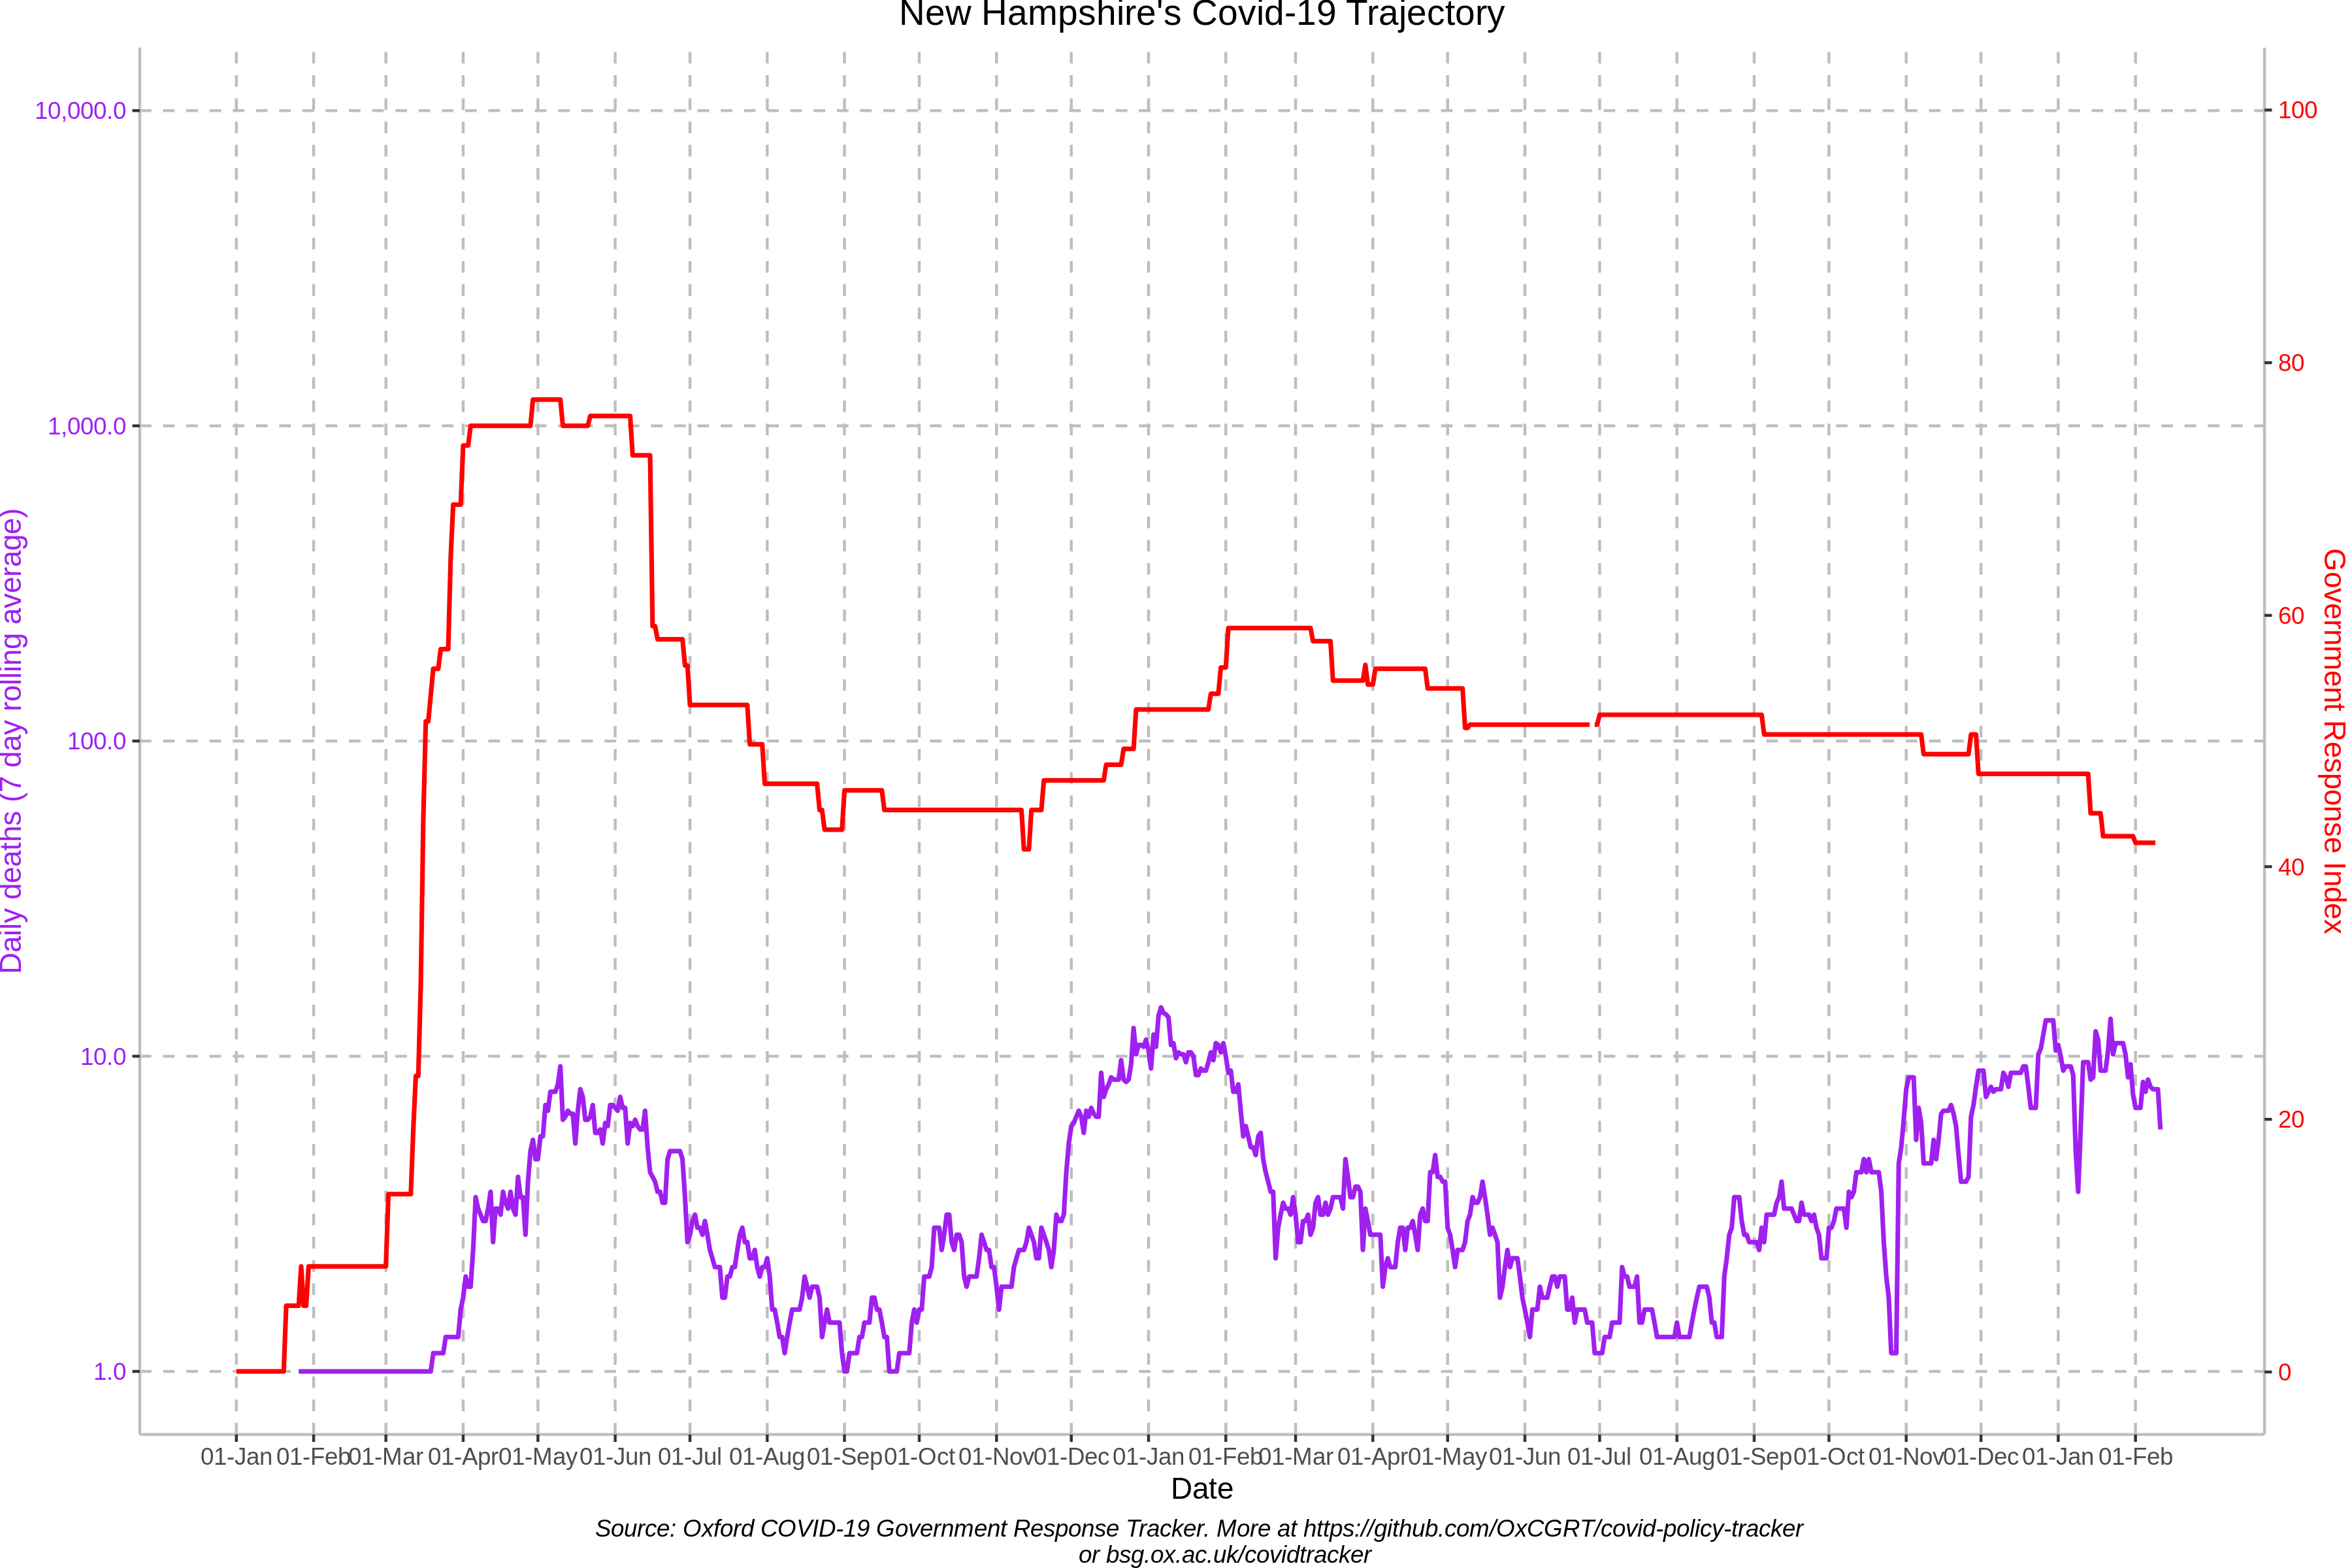 New Hampshire's Covid-19 Trajectory
10,000.0
1,000.0
100.0
10.0
1.0
Daily deaths (7 day rolling average)
100
80
60
40
20
0
Government Response Index
01-Jan 01-Feb 01-Mar 01-Apr 01-May 01-Jun 01-Jul 01-Aug 01-Sep 01-Oct 01-Nov 01-Dec 01-Jan 01-Feb 01-Mar 01-Apr 01-May 01-Jun 01-Jul 01-Aug 01-Sep 01-Oct 01-Nov 01-Dec 01-Jan 01-Feb
Date
Source: Oxford COVID-19 Government Response Tracker. More at https://github.com/OxCGRT/covid-policy-tracker
or bsg.ox.ac.uk/covidtracker